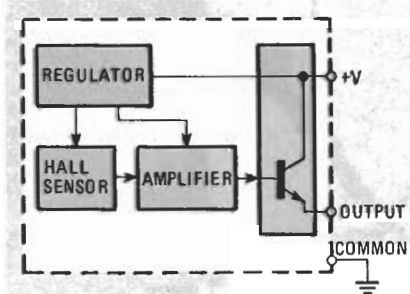 REGULATOR
+V
HALL
SENSOR
AMPLIFIER
OUTPUT
COMMON